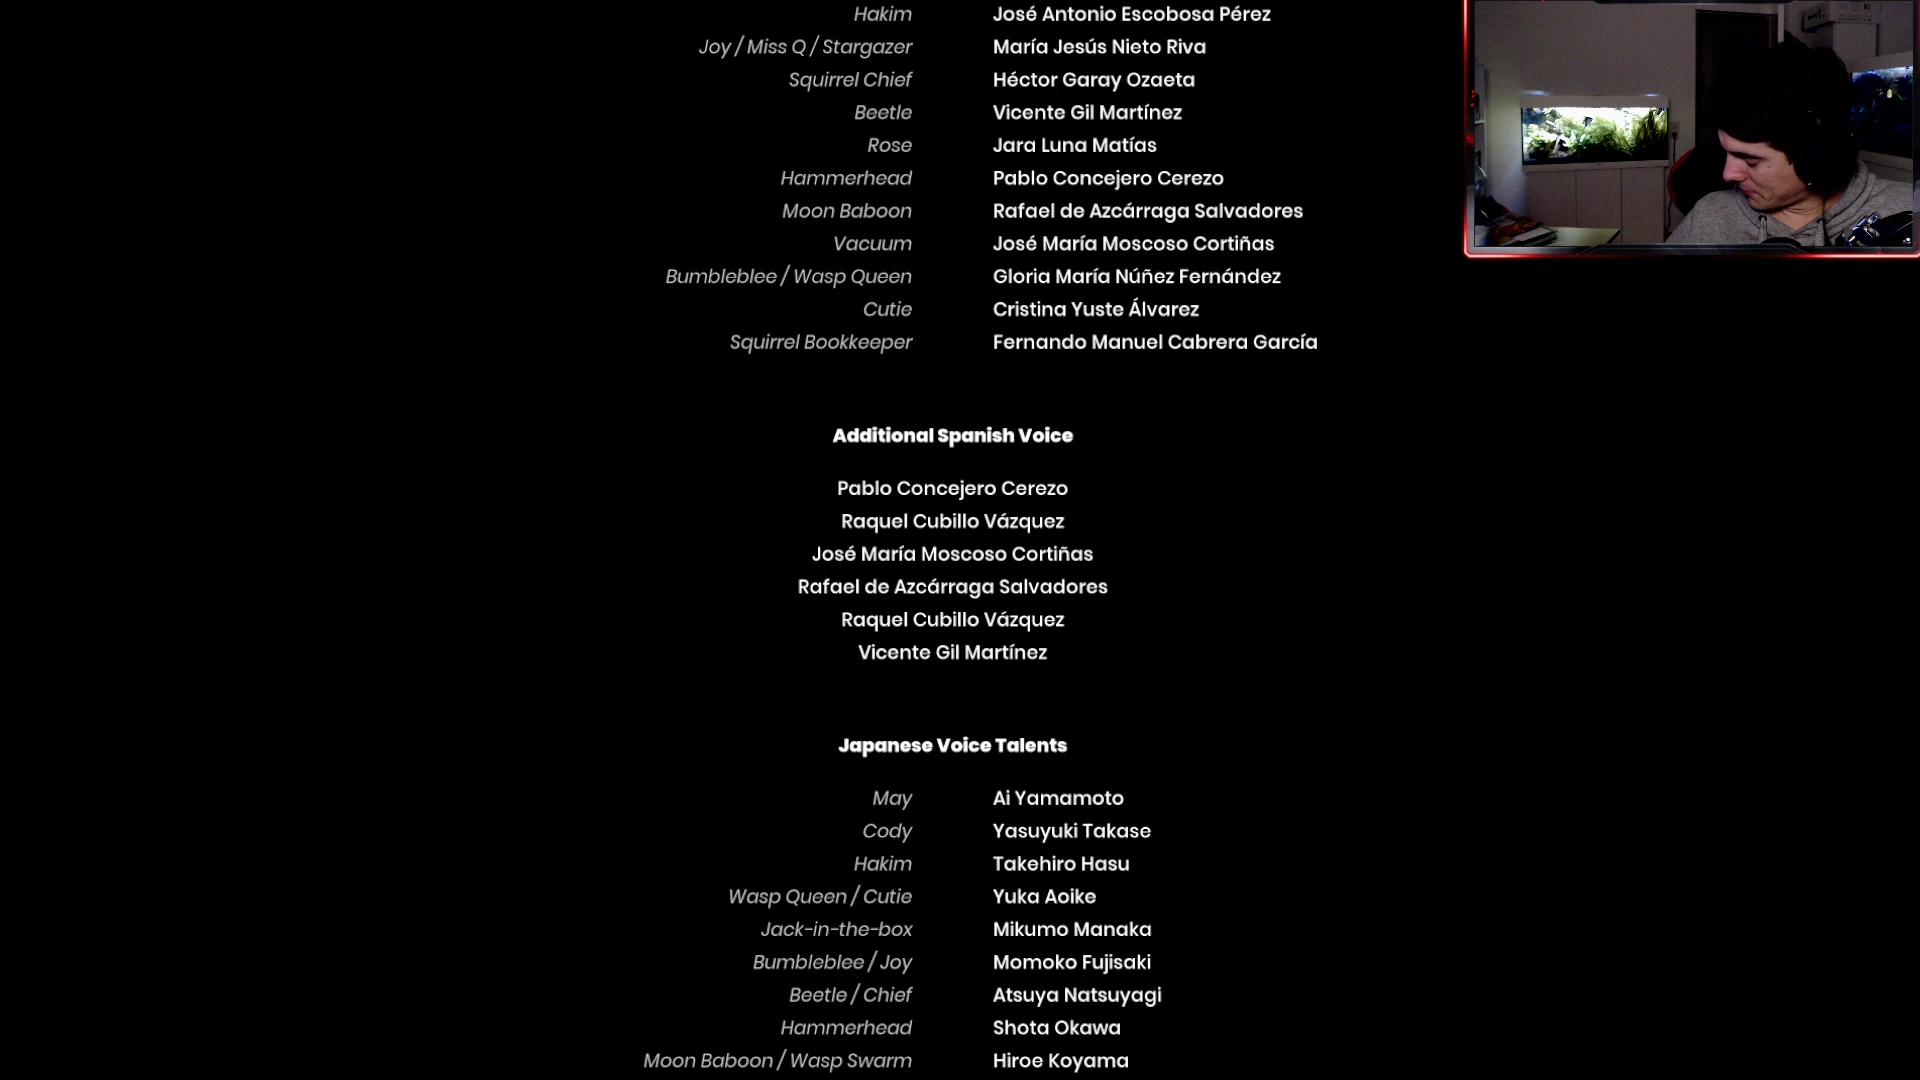 Hakim José Antonio Escobosa Pérez
Joy / Miss Q / Stargazer María Jesús Nieto Riva
Squirrel Chief Héctor Garay Ozaeta
Beetle Vicente Gil Martínez
Rose Jara Luna Matías
Hammerhead Pablo Concejero Cerezo
Moon Baboon Rafael de Azcárraga Salvadores
Vacuum José María Moscoso Cortiñas
Bumbleblee / Wasp Queen Gloria María Núñez Fernández
Cutie Cristina Yuste Álvarez
Squirrel Bookkeeper Fernando Manuel Cabrera García
Additional Spanish Voice
Pablo Concejero Cerezo
Raquel Cubillo Vázquez
José María Moscoso Cortiñas
Rafael de Azcárraga Salvadores
Raquel Cubillo Vázquez
Vicente Gil Martínez
Japanese Voice Talents
May Ai Yamamoto
Cody Yasuyuki Takase
Hakim Takehiro Hasu
Wasp Queen / Cutie Yuka Aoike
Jack-in-the-box Mikumo Manaka
Bumbleblee / Joy Momoko Fujisaki
Beetle / Chief Atsuya Natsuyagi
Hammerhead Shota Okawa
Moon Baboon / Wasp Swarm Hiroe Koyama